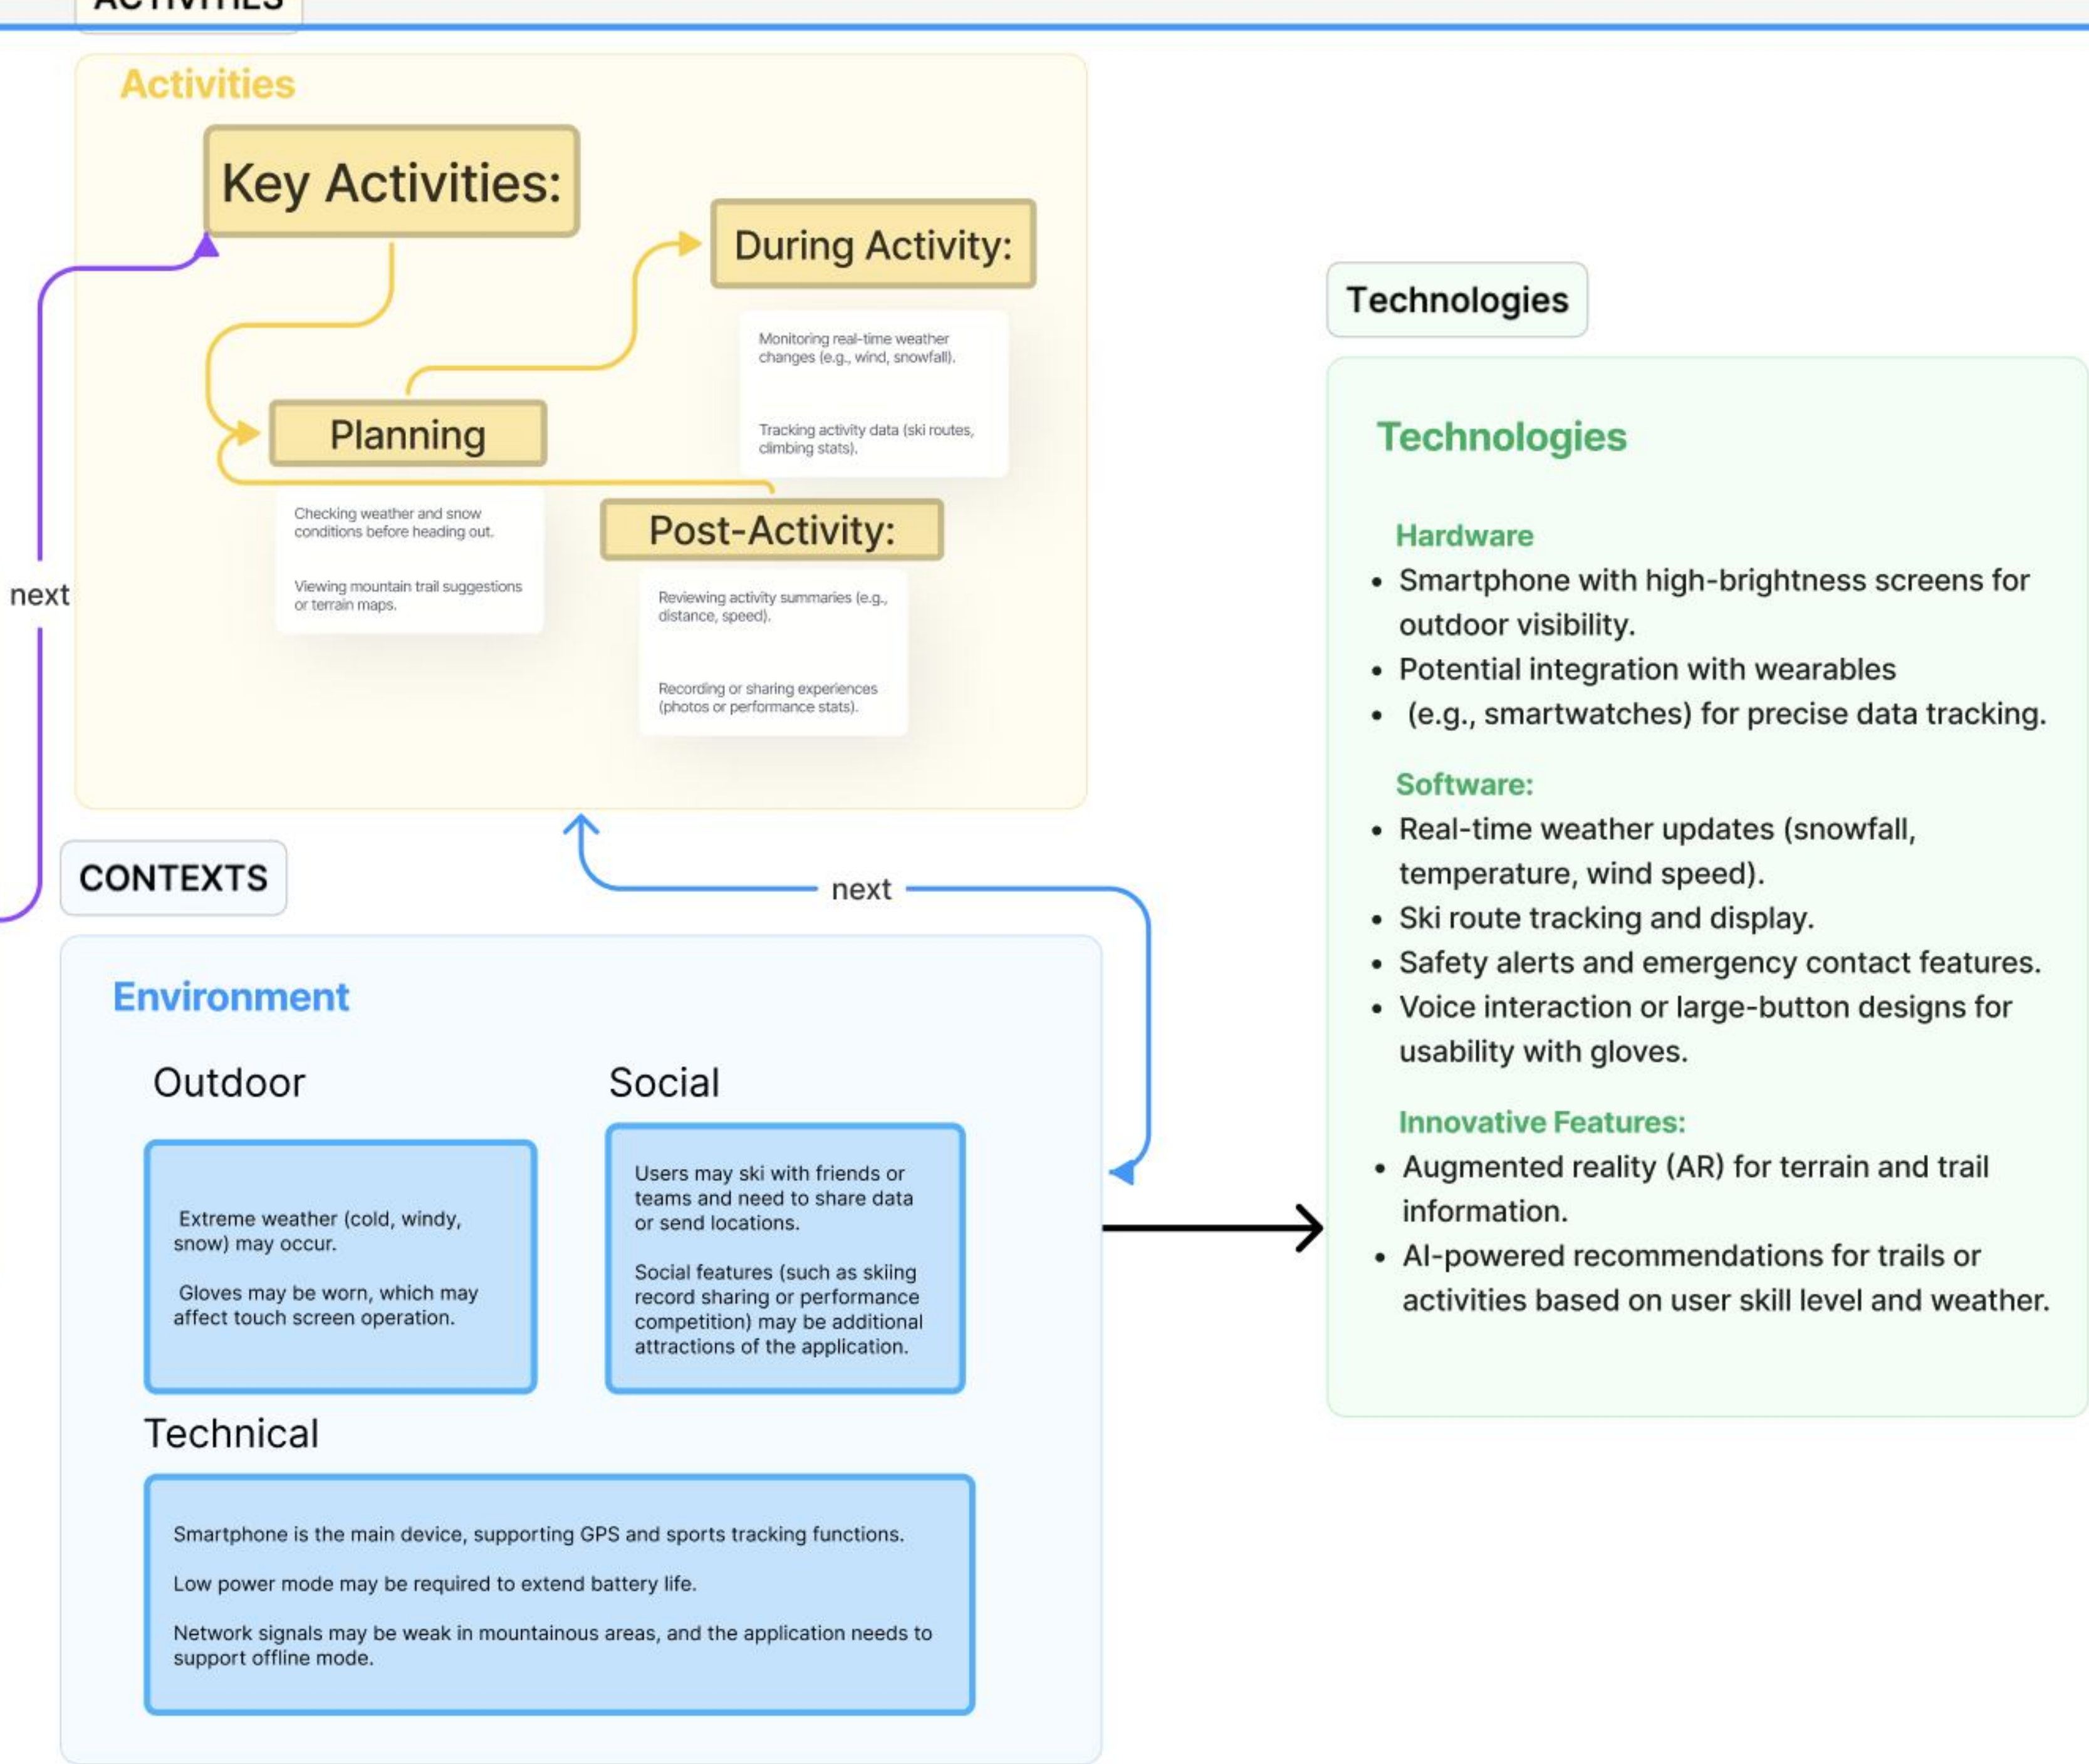 ACTIVITIES
Activities
Key Activities:
During Activity:
Monitoring real-time weather
changes (e.g., wind, snowfall).
Tracking activity data (ski routes,
climbing stats).
Planning
Checking weather and snow
conditions before heading out.
Viewing mountain trail suggestions
or terrain maps.
Post-Activity:
Reviewing activity summaries (e.g.,
distance, speed).
Recording or sharing experiences
(photos or performance stats).
next
next
CONTEXTS
Environment
Outdoor
Extreme weather (cold, windy,
snow) may occur.
Gloves may be worn, which may
affect touch screen operation.
Social
Users may ski with friends or
teams and need to share data
or send locations.
Social features (such as skiing
record sharing or performance
competition) may be additional
attractions of the application.
Technical
Smartphone is the main device, supporting GPS and sports tracking functions.
Low power mode may be required to extend battery life.
Network signals may be weak in mountainous areas, and the application needs to
support offline mode.
Technologies
Technologies
Hardware
• Smartphone with high-brightness screens for
outdoor visibility.
• Potential integration with wearables
• (e.g., smartwatches) for precise data tracking.
Software:
• Real-time weather updates (snowfall,
temperature, wind speed).
• Ski route tracking and display.
• Safety alerts and emergency contact features.
• Voice interaction or large-button designs for
usability with gloves.
Innovative Features:
• Augmented reality (AR) for terrain and trail
information.
• AI-powered recommendations for trails or
activities based on user skill level and weather.